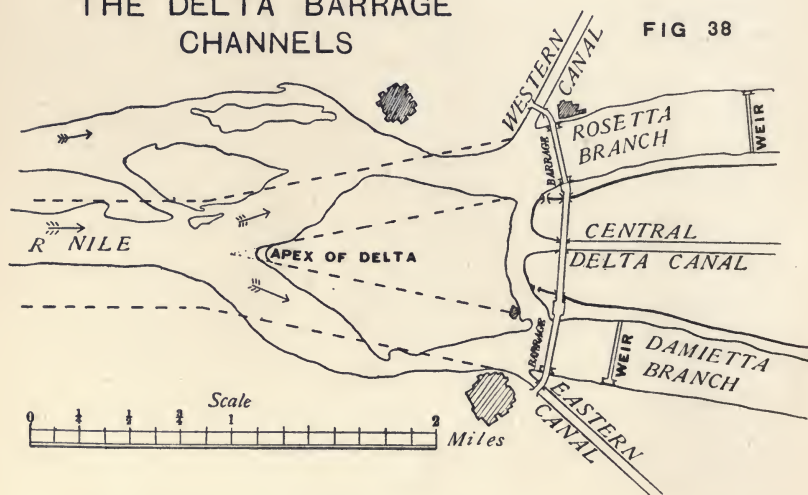 THE DELTA BARRAGE
CHANNELS
FIG 38
WESTERN
CANAL
ROSETTA
BRANCH
WEIR
BARRAGE
R NILE
APEX OF DELTA
CENTRAL
DELTA CANAL
BARRAGE
WEIR
DAMIETTA
BRANCH
EASTERN
CANAL
Scale
0 ¼ ½ ¾ 1 2
Miles